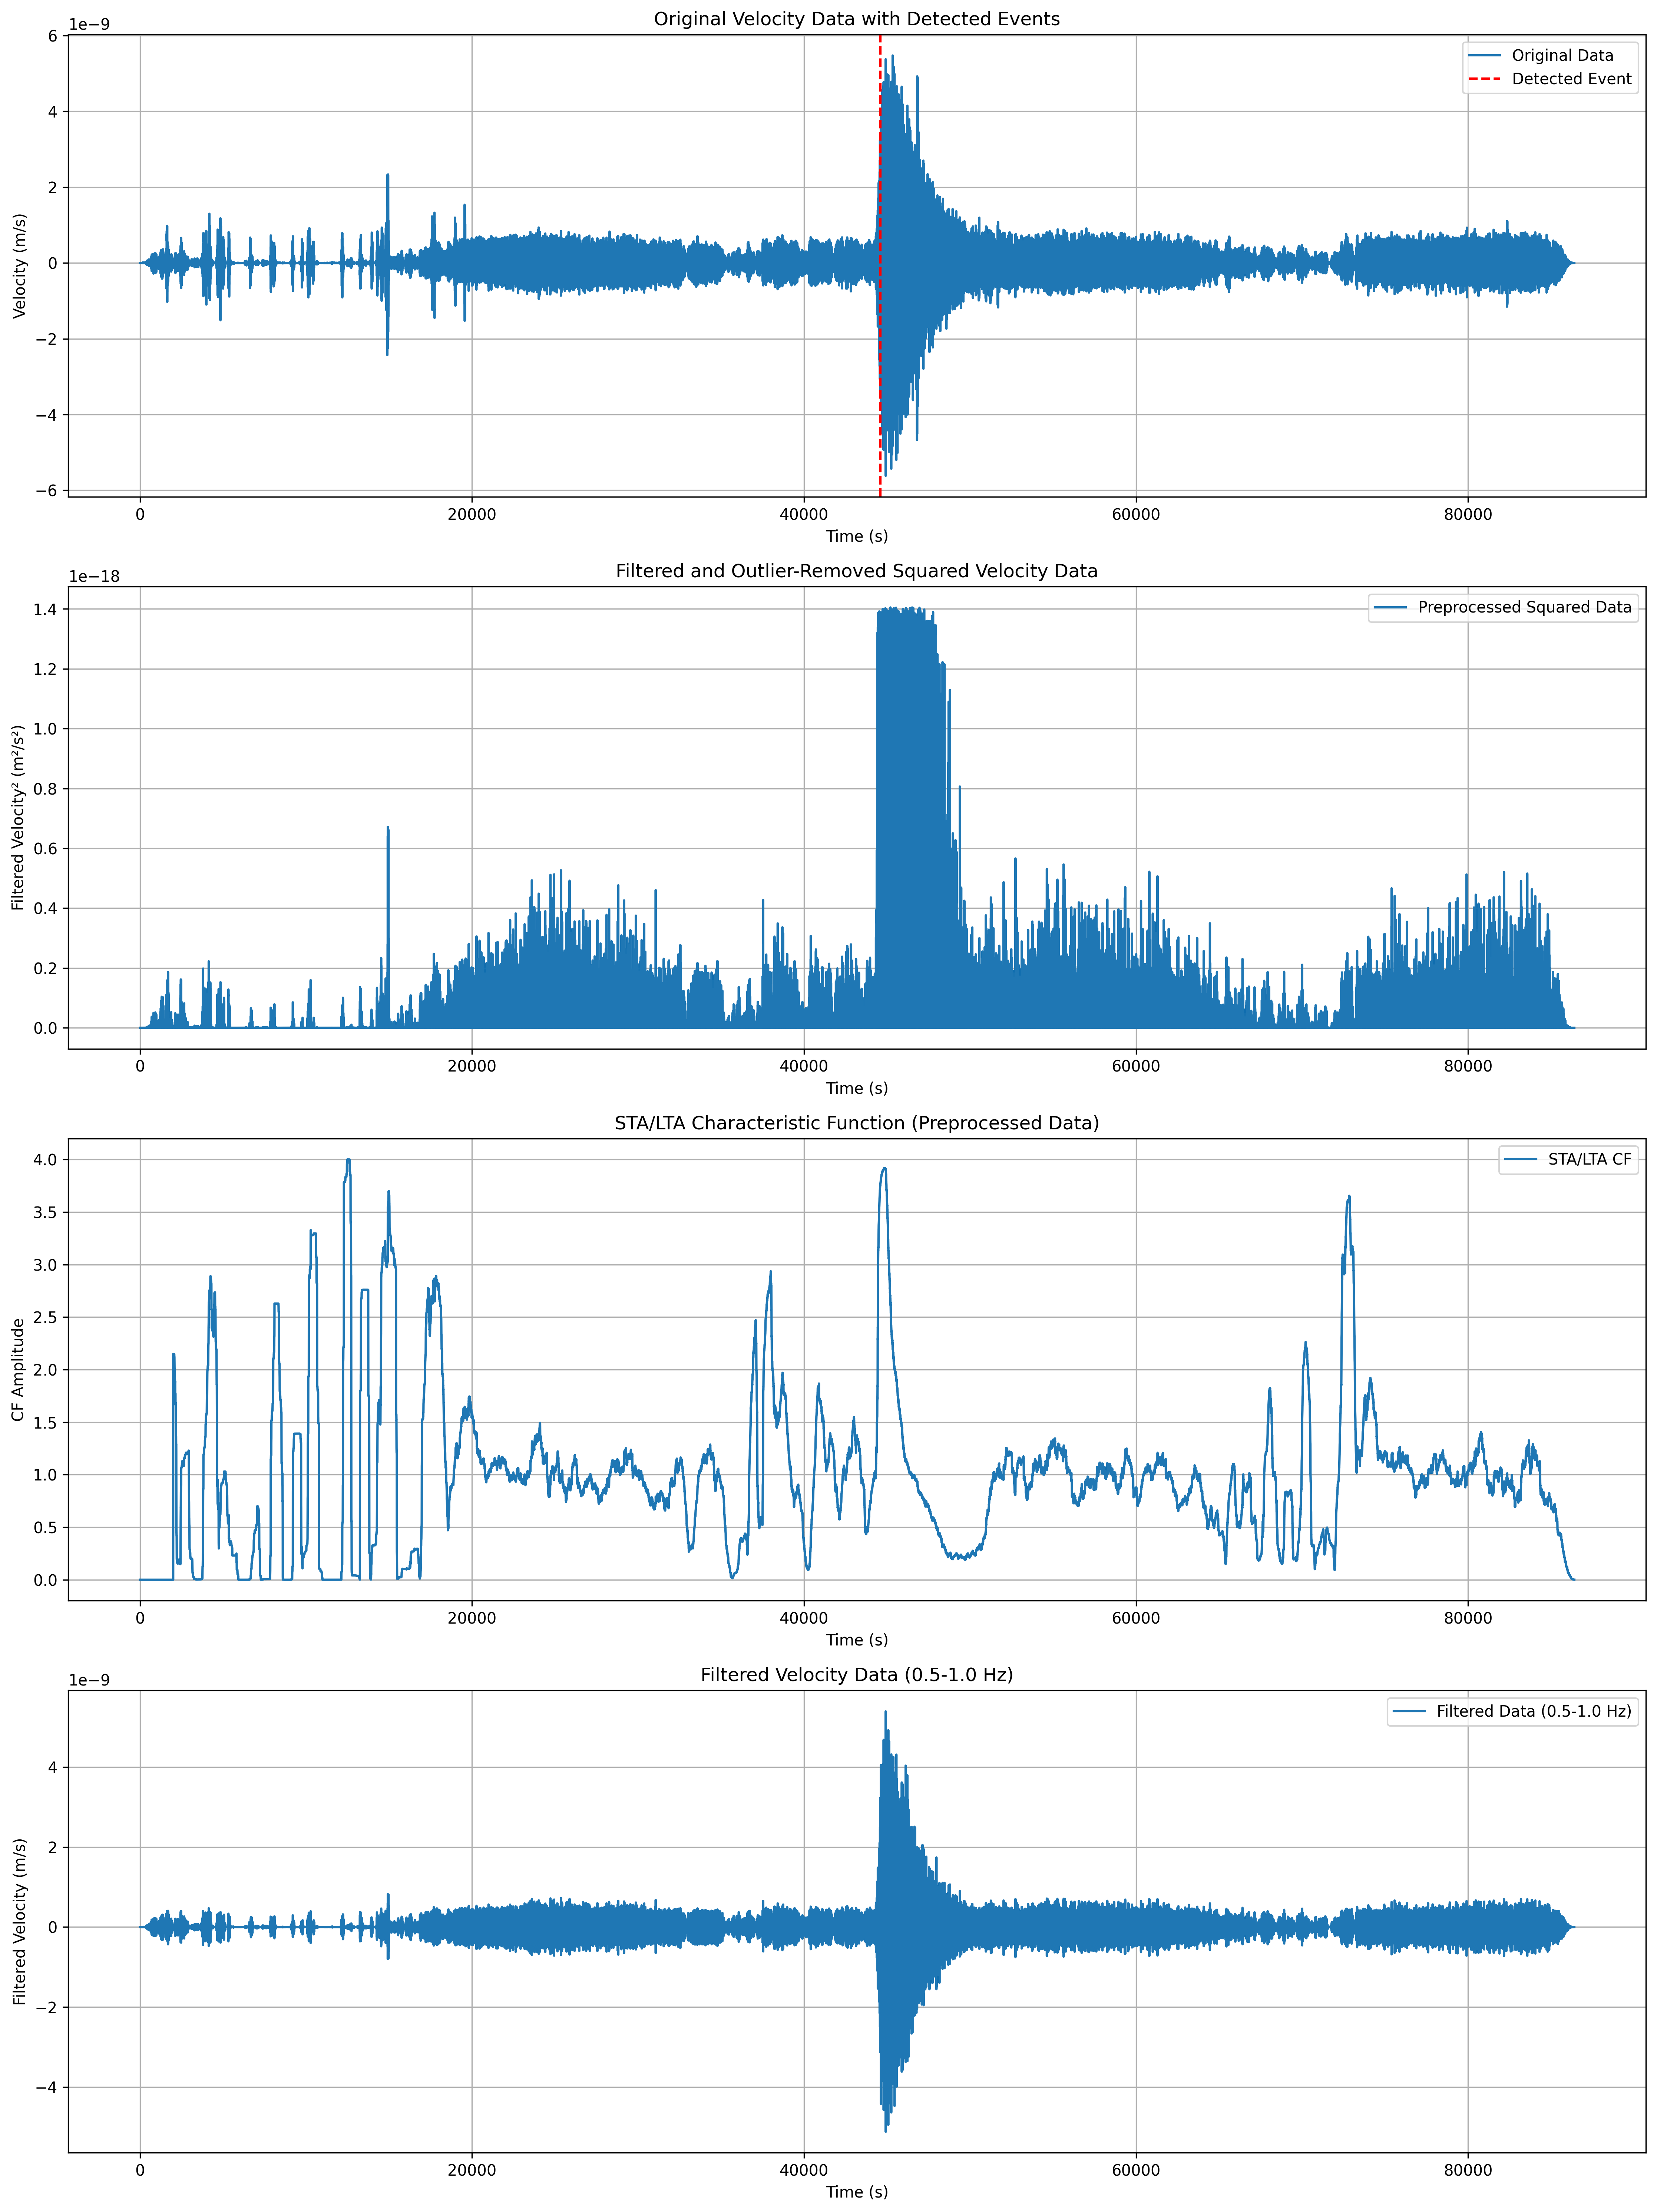 Original Velocity Data with Detected Events
1e−9
6
4
2
0
−2
−4
−6
Velocity (m/s)
Original Data
Detected Event
0 20000 40000 60000 80000
Time (s)
Filtered and Outlier-Removed Squared Velocity Data
1e−18
1.4
1.2
1.0
0.8
0.6
0.4
0.2
0.0
Filtered Velocity² (m²/s²)
Preprocessed Squared Data
0 20000 40000 60000 80000
Time (s)
STA/LTA Characteristic Function (Preprocessed Data)
4.0
3.5
3.0
2.5
2.0
1.5
1.0
0.5
0.0
CF Amplitude
STA/LTA CF
0 20000 40000 60000 80000
Time (s)
Filtered Velocity Data (0.5-1.0 Hz)
1e−9
4
2
0
−2
−4
Filtered Velocity (m/s)
Filtered Data (0.5-1.0 Hz)
0 20000 40000 60000 80000
Time (s)